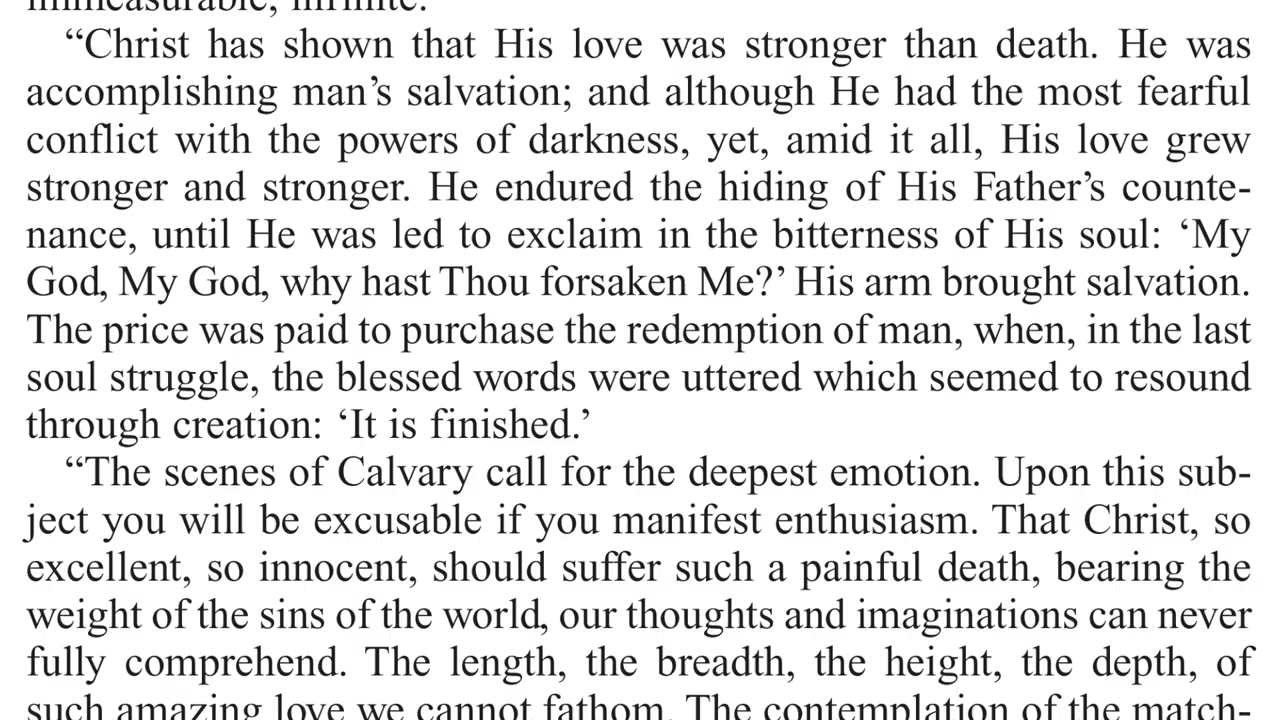 immeasurable, infinite.
“Christ has shown that His love was stronger than death. He was
accomplishing man’s salvation; and although He had the most fearful
conflict with the powers of darkness, yet, amid it all, His love grew
stronger and stronger. He endured the hiding of His Father’s counte-
nance, until He was led to exclaim in the bitterness of His soul: ‘My
God, My God, why hast Thou forsaken Me?’ His arm brought salvation.
The price was paid to purchase the redemption of man, when, in the last
soul struggle, the blessed words were uttered which seemed to resound
through creation: ‘It is finished.’
“The scenes of Calvary call for the deepest emotion. Upon this sub-
ject you will be excusable if you manifest enthusiasm. That Christ, so
excellent, so innocent, should suffer such a painful death, bearing the
weight of the sins of the world, our thoughts and imaginations can never
fully comprehend. The length, the breadth, the height, the depth, of
such amazing love we cannot fathom. The contemplation of the match-